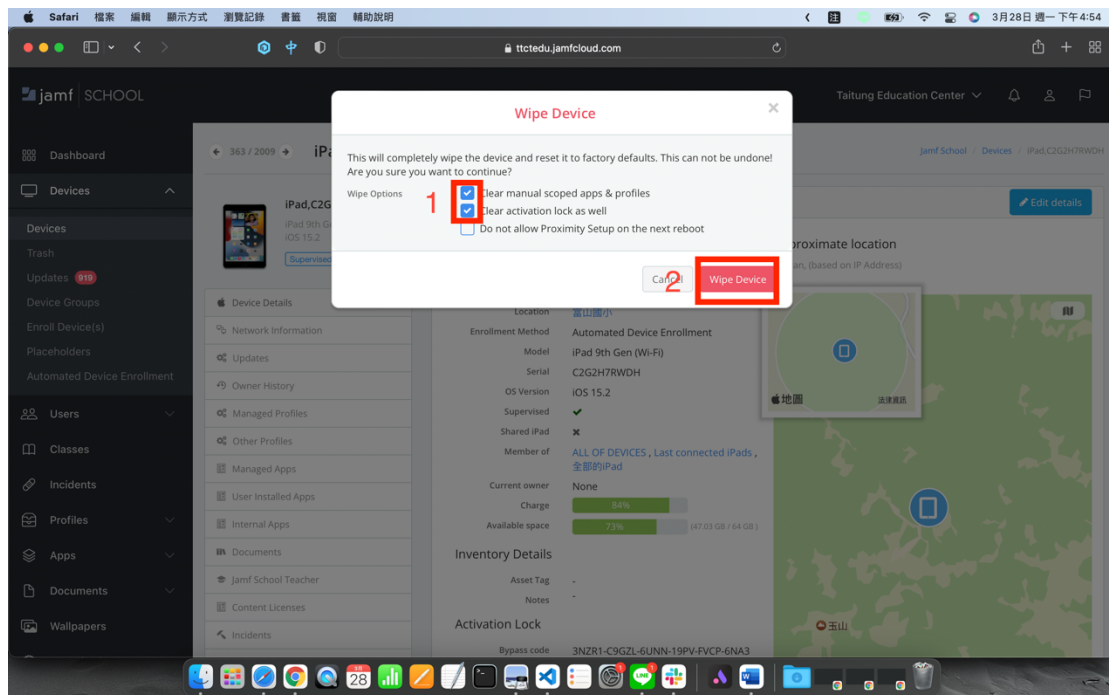 Safari 檔案 編輯 顯示方式 瀏覽記錄 書籤 視窗 輔助說明 注 3月28日 週一 下午4:54
ttctedu.jamfcloud.com
jamf SCHOOL
Taitung Education Center
Wipe Device
This will completely wipe the device and reset it to factory defaults. This can not be undone!
Are you sure you want to continue?
Wipe Options
1
Clear manual scoped apps & profiles
Clear activation lock as well
Do not allow Proximity Setup on the next reboot
Cancel
2
Wipe Device
Dashboard
Devices
Devices
Trash
Updates 919
Device Groups
Enroll Device(s)
Placeholders
Automated Device Enrollment
Users
Classes
Incidents
Profiles
Apps
Documents
Wallpapers
363 / 2009
Jamf School / Devices / iPad,C2G2H7RWDH
iPad,C2G
iPad 9th G
iOS 15.2
Supervised
Edit details
proximate location
(based on IP Address)
Device Details
Network Information
Updates
Owner History
Managed Profiles
Other Profiles
Managed Apps
User Installed Apps
Internal Apps
Documents
Jamf School Teacher
Content Licenses
Incidents
Location 富山國小
Enrollment Method Automated Device Enrollment
Model iPad 9th Gen (Wi-Fi)
Serial C2G2H7RWDH
OS Version iOS 15.2
Supervised
Shared iPad
Member of ALL OF DEVICES , Last connected iPads ,
全部的iPad
Current owner None
Charge 84%
Available space 73% (47.03 GB / 64 GB )
Inventory Details
Asset Tag -
Notes -
Activation Lock
Bypass code 3NZR1-C9GZL-6UNN-19PV-FVCP-6NA3
地圖
法律資訊
玉山
28